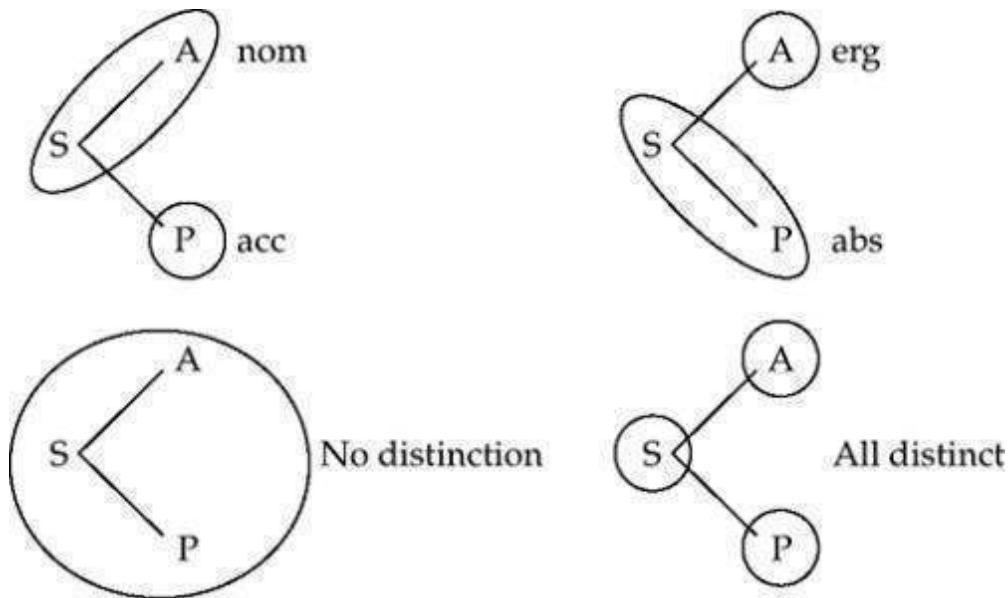 A nom
S
P acc
A erg
S
P abs
A
S No distinction
P
A
S All distinct
P